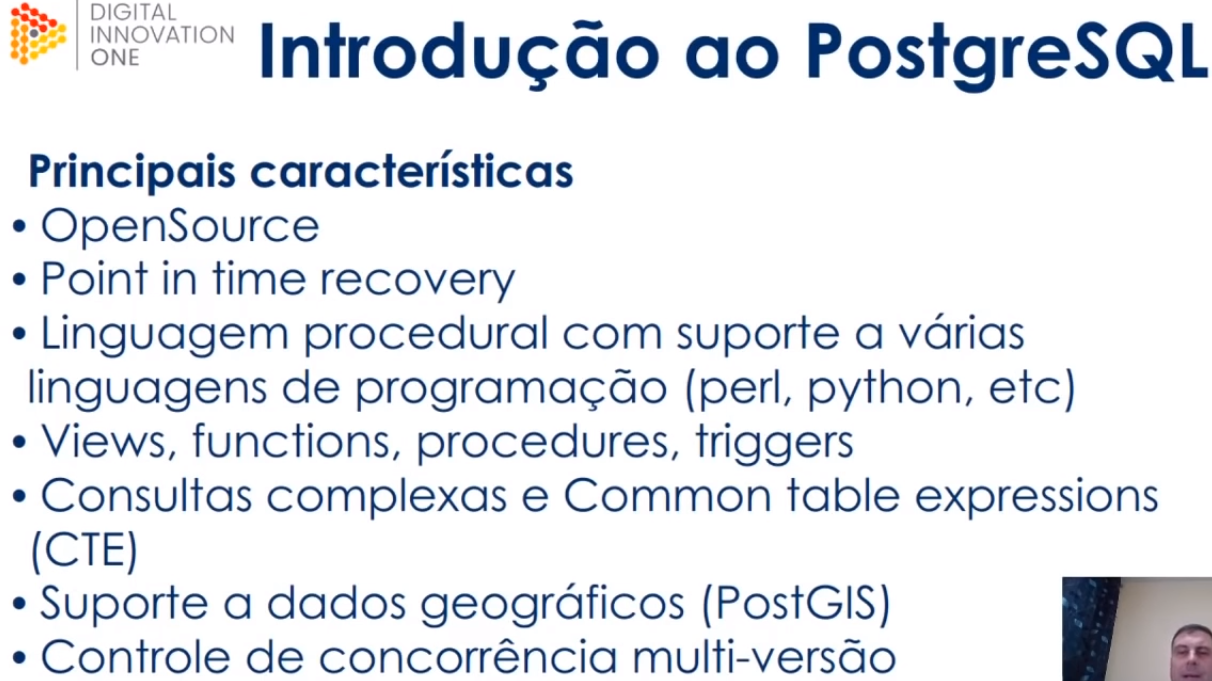 DIGITAL
INNOVATION
ONE
Introdução ao PostgreSQL
Principais características
• OpenSource
• Point in time recovery
• Linguagem procedural com suporte a várias
linguagens de programação (perl, python, etc)
• Views, functions, procedures, triggers
• Consultas complexas e Common table expressions
(CTE)
• Suporte a dados geográficos (PostGIS)
• Controle de concorrência multi-versão